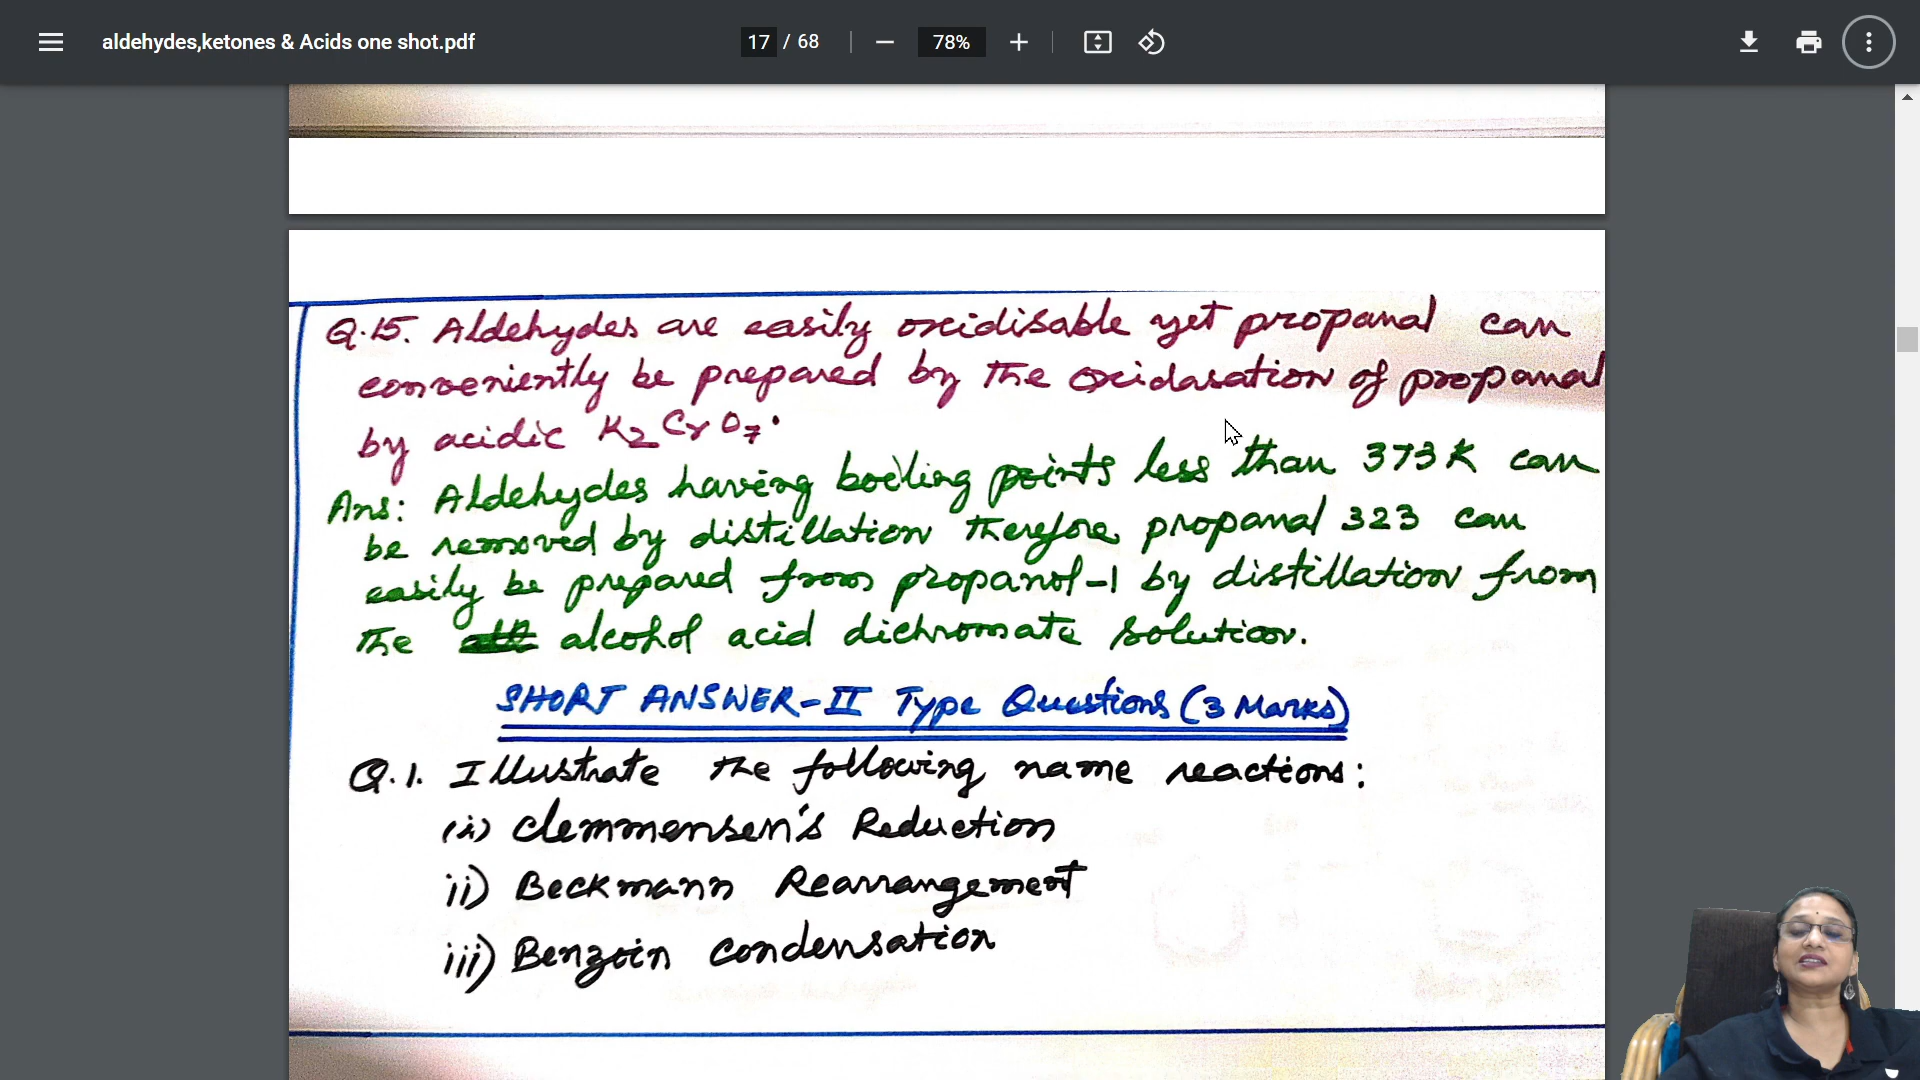 aldehydes,ketones & Acids one shot.pdf
17 / 68
78%
Q.15. Aldehydes are easily oxidisable yet propanal can
conveniently be prepared by the oxidasation of propanal
by acidic K2CrO7.
Ans: Aldehydes having boiling points less than 373K can
be removed by distillation therefore propanal 323 can
easily be prepared from propanol-1 by distillation from
the alcohol acid dichromate solution.
SHORT ANSWER-II Type Questions (3 Marks)
Q.1. Illustrate the following name reactions:
(i) Clemmensen's Reduction
ii) Beckmann Rearrangement
iii) Benzoin condensation